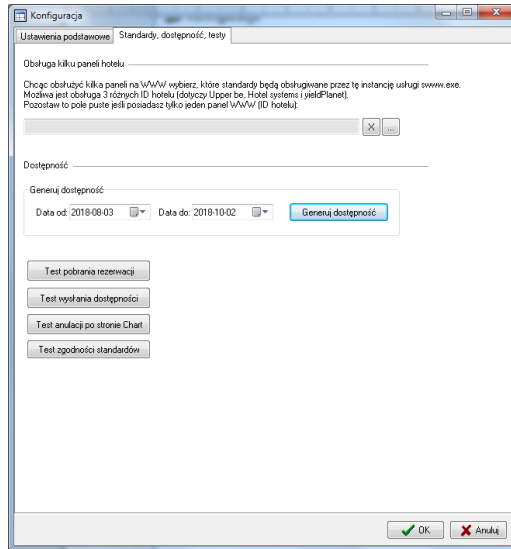 Konfiguracja
Ustawienia podstawowe Standardy, dostępność, testy
Obsługa kilku paneli hotelu
Chcąc obsłużyć kilka paneli na WWW wybierz, które standardy będą obsługiwane przez tę instancję usługi swww.exe.
Możliwa jest obsługa 3 różnych ID hotelu (dotyczy Upper be, Hotel systems i yieldPlanet).
Pozostaw to pole puste jeśli posiadasz tylko jeden panel WWW (ID hotelu):
X ...
Dostępność
Generuj dostępność
Data od: 2018-08-03 Data do: 2018-10-02 Generuj dostępność
Test pobrania rezerwacji
Test wysłania dostępności
Test anulacji po stronie Chart
Test zgodności standardów
OK Anuluj